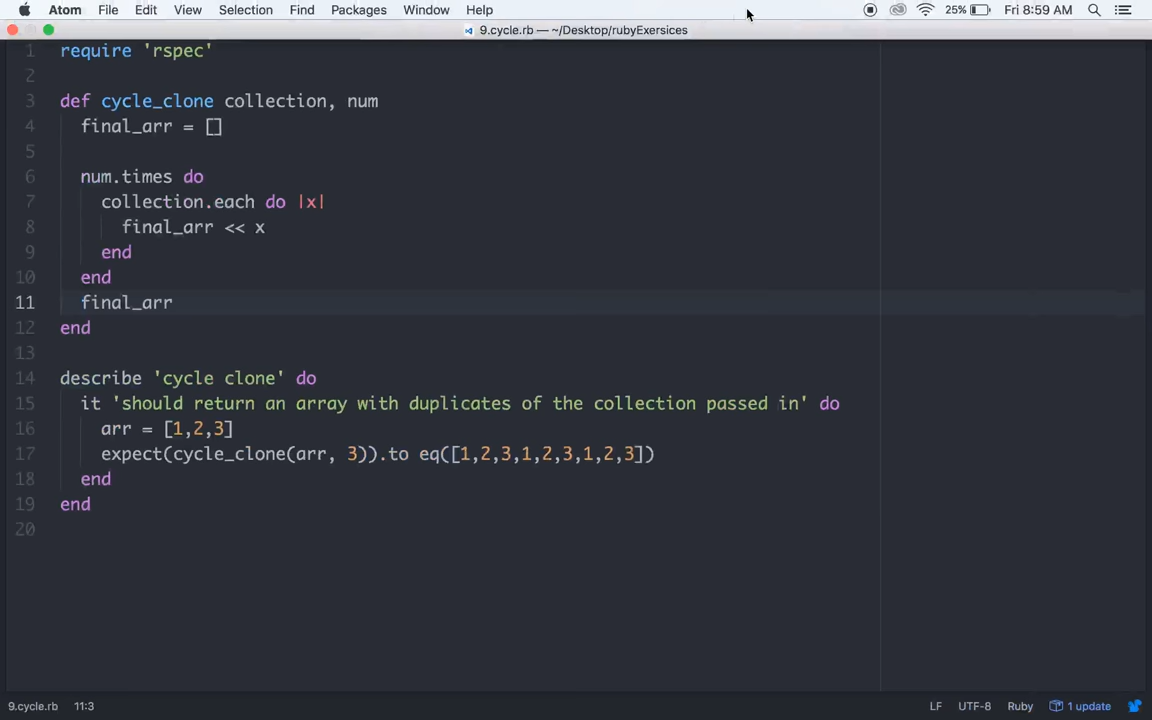 Atom File Edit View Selection Find Packages Window Help 25% Fri 8:59 AM
9.cycle.rb — ~/Desktop/rubyExersices
1 require 'rspec'
2
3 def cycle_clone collection, num
4 final_arr = []
5
6 num.times do
7 collection.each do |x|
8 final_arr << x
9 end
10 end
11 final_arr
12 end
13
14 describe 'cycle clone' do
15 it 'should return an array with duplicates of the collection passed in' do
16 arr = [1,2,3]
17 expect(cycle_clone(arr, 3)).to eq([1,2,3,1,2,3,1,2,3])
18 end
19 end
20
9.cycle.rb 11:3 LF UTF-8 Ruby 1 update